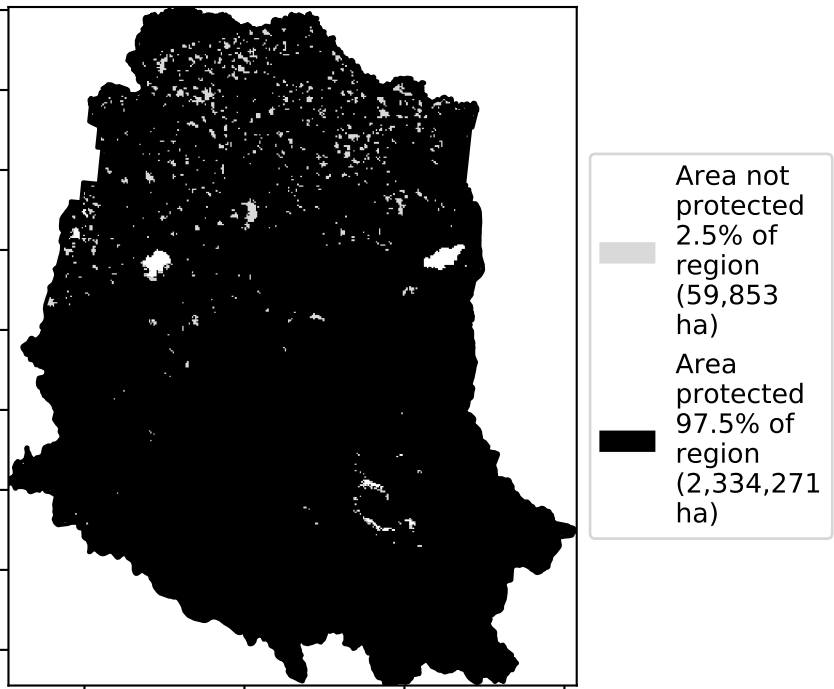 Area not
protected
2.5% of
region
(59,853
ha)
Area
protected
97.5% of
region
(2,334,271
ha)